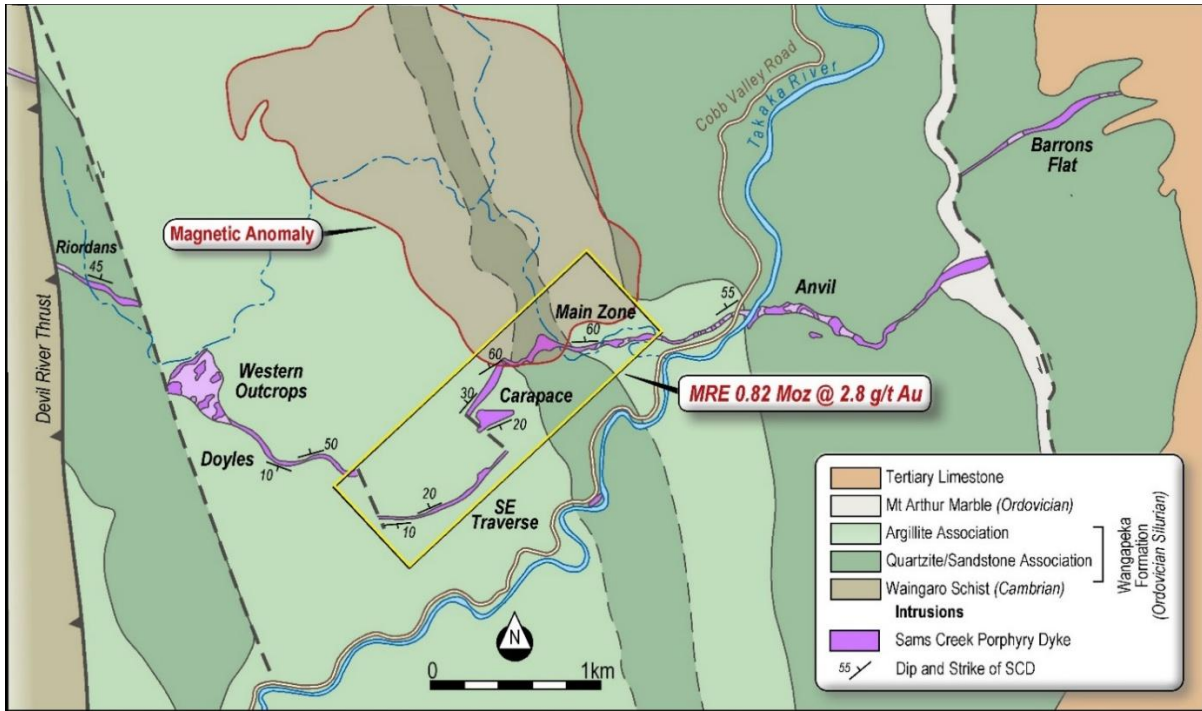 Cobb Valley Road
Takaka River
Barrons
Flat
Magnetic Anomaly
Riordans
45
Devil River Thrust
Main Zone
60
55
Anvil
Western
Outcrops
60
Carapace
30
20
MRE 0.82 Moz @ 2.8 g/t Au
Doyles
50
10
20
SE
Traverse
10
N
0
1km
Tertiary Limestone
Mt Arthur Marble (Ordovician)
Argillite Association
Quartzite/Sandstone Association
Waingaro Schist (Cambrian)
Wangapeka
Formation
(Ordovician Silurian)
Intrusions
Sams Creek Porphyry Dyke
55
Dip and Strike of SCD